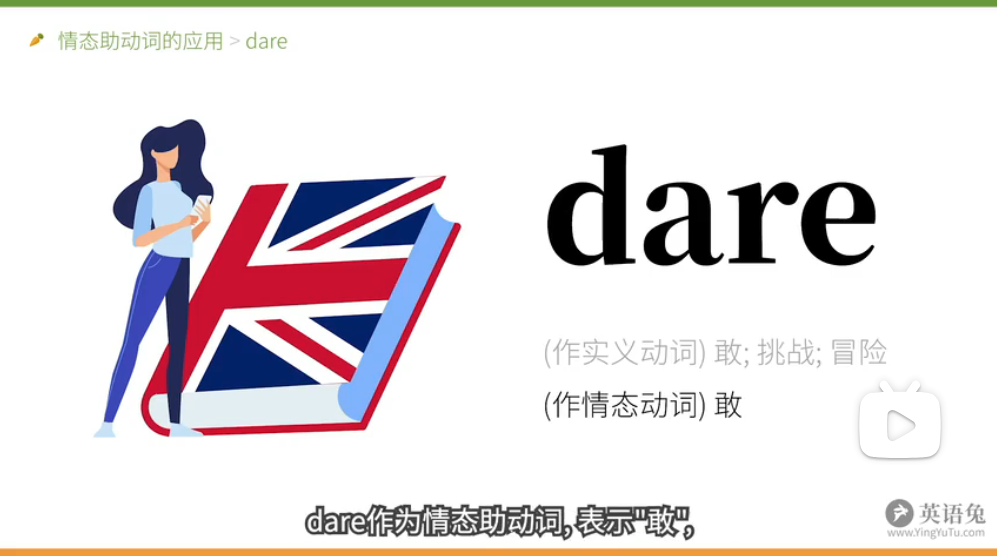 情态助动词的应用 > dare
dare
(作实义动词) 敢; 挑战; 冒险
(作情态动词) 敢
dare作为情态助动词, 表示"敢",
英语兔
www.YingYuTu.com